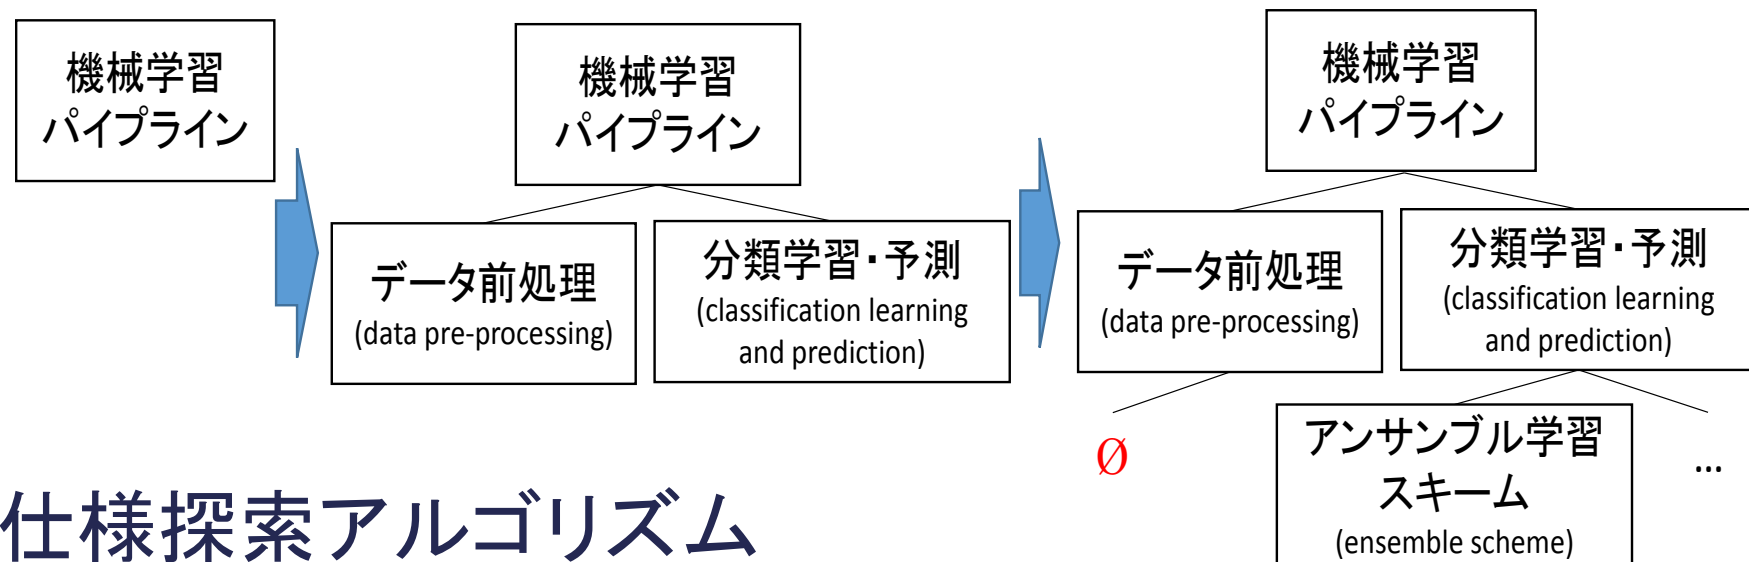 機械学習
パイプライン
機械学習
パイプライン
データ前処理
(data pre-processing)
分類学習・予測
(classification learning
and prediction)
機械学習
パイプライン
データ前処理
(data pre-processing)
分類学習・予測
(classification learning
and prediction)
Ø
アンサンブル学習
スキーム
(ensemble scheme)
...
仕様探索アルゴリズム